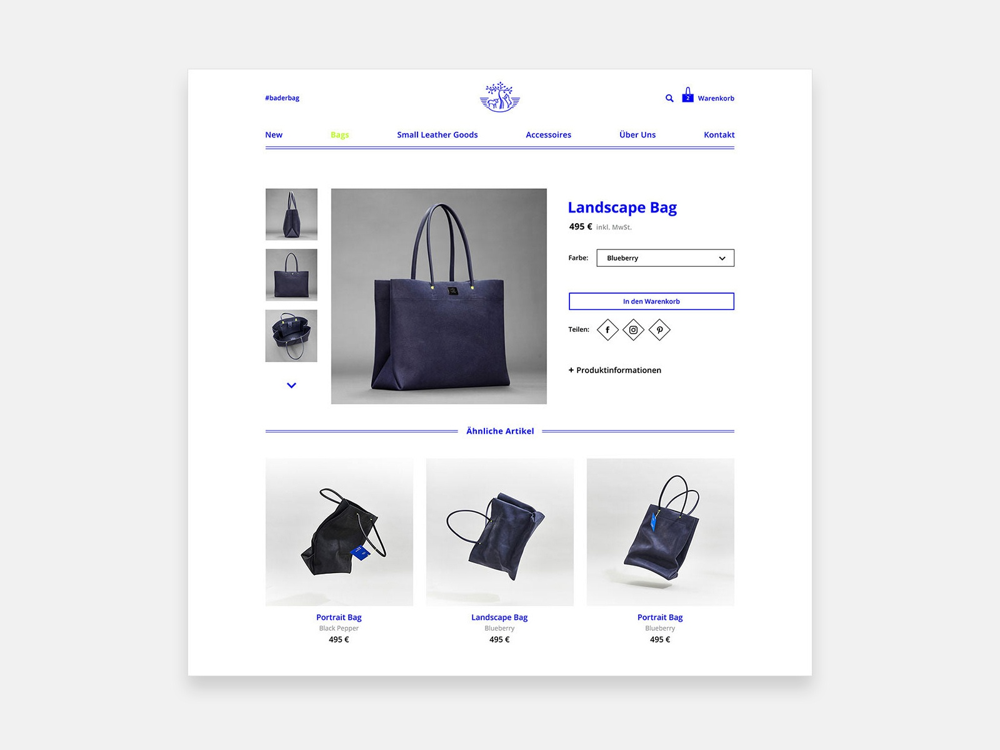 #baderbag
2
Warenkorb
New
Bags
Small Leather Goods
Accessoires
Über Uns
Kontakt
Landscape Bag
495 € inkl. MwSt.
Farbe:
Blueberry
In den Warenkorb
Teilen:
+ Produktinformationen
Ähnliche Artikel
Portrait Bag
Black Pepper
495 €
Landscape Bag
Blueberry
495 €
Portrait Bag
Blueberry
495 €